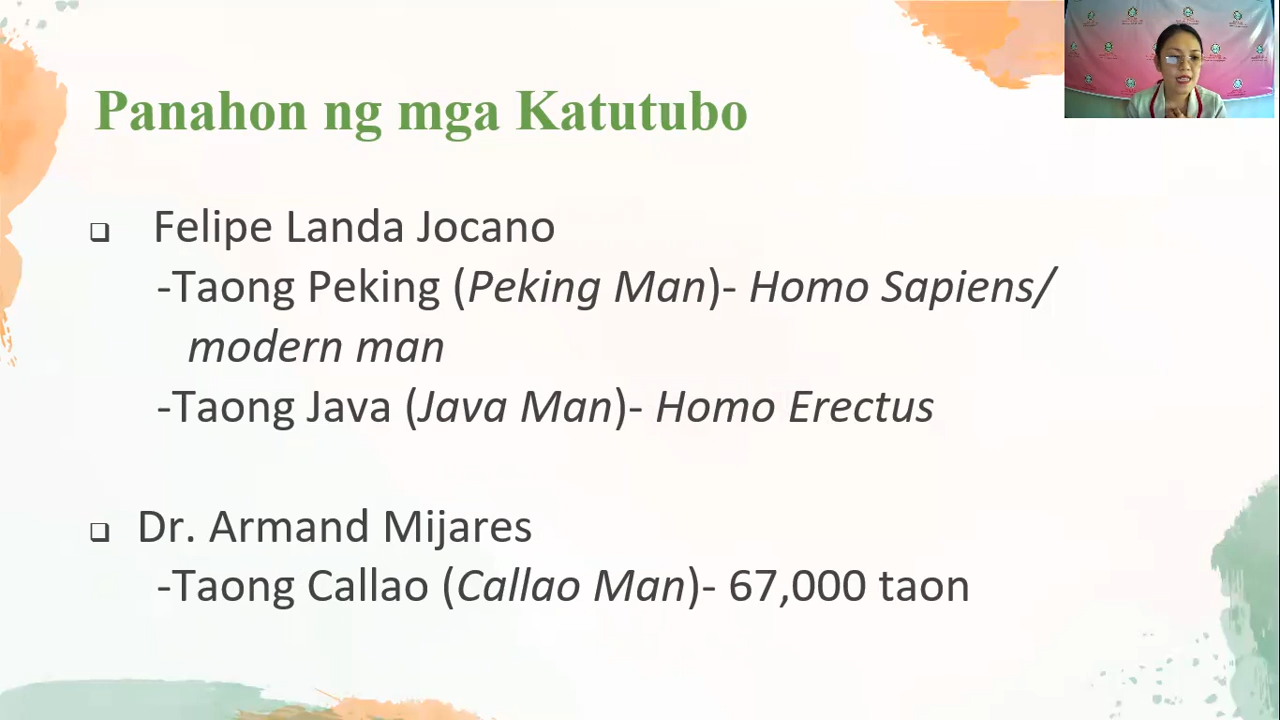 Panahon ng mga Katutubo
❑ Felipe Landa Jocano
-Taong Peking (Peking Man)- Homo Sapiens/
modern man
-Taong Java (Java Man)- Homo Erectus
❑ Dr. Armand Mijares
-Taong Callao (Callao Man)- 67,000 taon